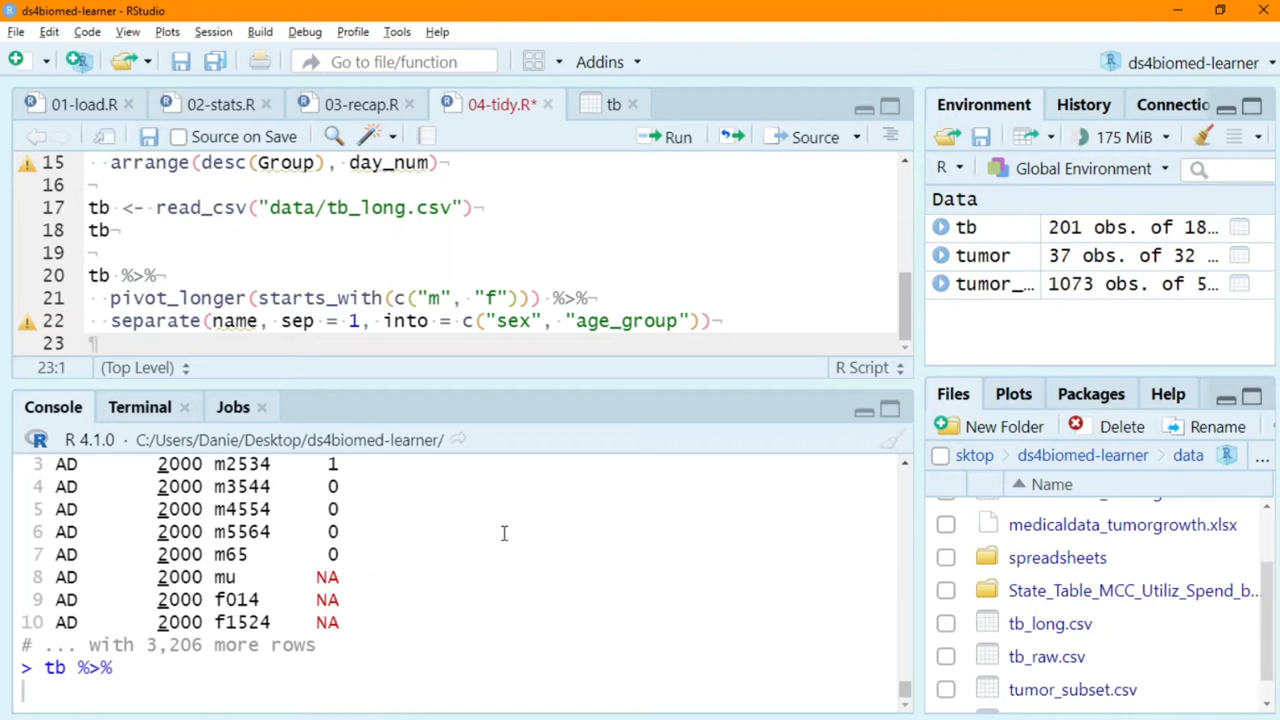 ds4biomed-learner - RStudio
File Edit Code View Plots Session Build Debug Profile Tools Help
Go to file/function Addins ds4biomed-learner
01-load.R 02-stats.R 03-recap.R 04-tidy.R* tb
Source on Save Run Source
15 arrange(desc(Group), day_num)
16
17 tb <- read_csv("data/tb_long.csv")
18 tb
19
20 tb %>%
21 pivot_longer(starts_with(c("m", "f"))) %>%
22 separate(name, sep = 1, into = c("sex", "age_group"))
23
23:1 (Top Level) R Script
Console Terminal Jobs
R 4.1.0 · C:/Users/Danie/Desktop/ds4biomed-learner/
3 AD 2000 m2534 1
4 AD 2000 m3544 0
5 AD 2000 m4554 0
6 AD 2000 m5564 0
7 AD 2000 m65 0
8 AD 2000 mu NA
9 AD 2000 f014 NA
10 AD 2000 f1524 NA
# ... with 3,206 more rows
> tb %>%
Environment History Connectio
175 MiB
R Global Environment
Data
tb 201 obs. of 18...
tumor 37 obs. of 32 ...
tumor_... 1073 obs. of 5...
Files Plots Packages Help
New Folder Delete Rename
sktop ds4biomed-learner data ...
Name
medicaldata_tumorgrowth.xlsx
spreadsheets
State_Table_MCC_Utiliz_Spend_b...
tb_long.csv
tb_raw.csv
tumor_subset.csv